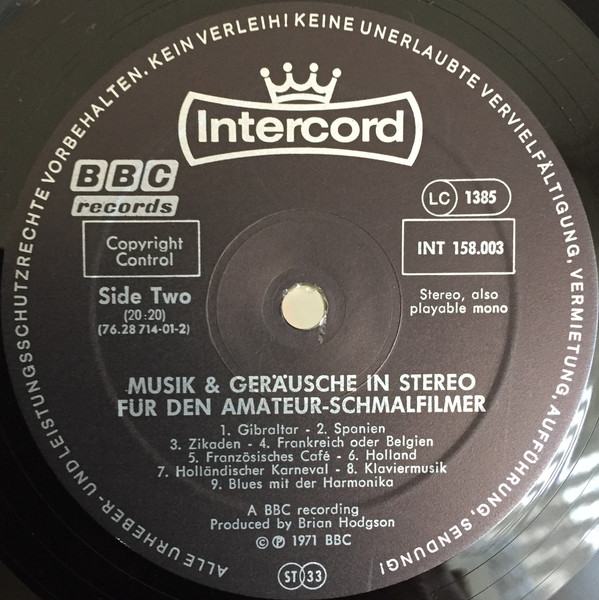 ALLE URHEBER- UND LEISTUNGSSCHUTZRECHTE VORBEHALTEN. KEIN VERLEIH! KEINE UNERLAUBTE VERVIELFÄLTIGUNG, VERMIETUNG, AUFFÜHRUNG, SENDUNG!
Intercord
BBC
records
LC 1385
Copyright
Control
INT 158.003
Side Two
(20:20)
(76.28 714-01-2)
Stereo, also
playable mono
MUSIK & GERÄUSCHE IN STEREO
FÜR DEN AMATEUR-SCHMALFILMER
1. Gibraltar - 2. Spanien
3. Zikaden - 4. Frankreich oder Belgien
5. Französisches Café - 6. Holland
7. Holländischer Karneval - 8. Klaviermusik
9. Blues mit der Harmonika
A BBC recording
Produced by Brian Hodgson
© ℗ 1971 BBC
ST 33